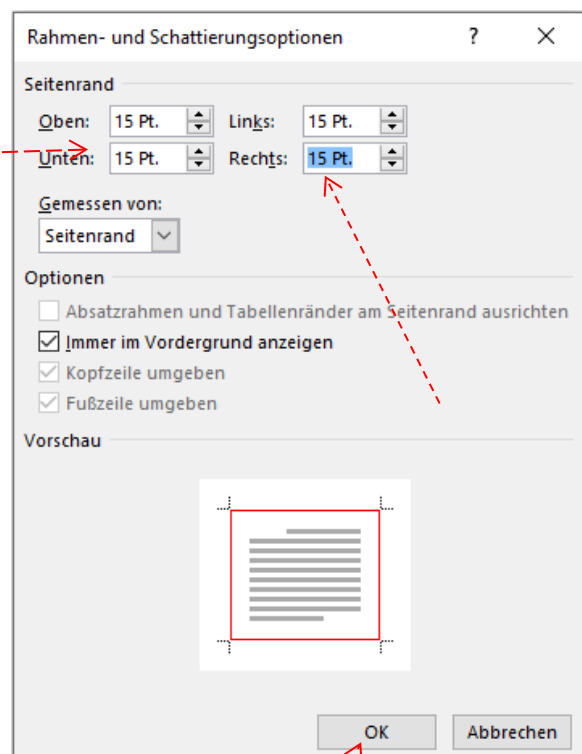 Rahmen- und Schattierungsoptionen ? ×
Seitenrand
Oben: 15 Pt. Links: 15 Pt.
Unten: 15 Pt. Rechts: 15 Pt.
Gemessen von:
Seitenrand
Optionen
Absatzrahmen und Tabellenränder am Seitenrand ausrichten
Immer im Vordergrund anzeigen
Kopfzeile umgeben
Fußzeile umgeben
Vorschau
OK Abbrechen